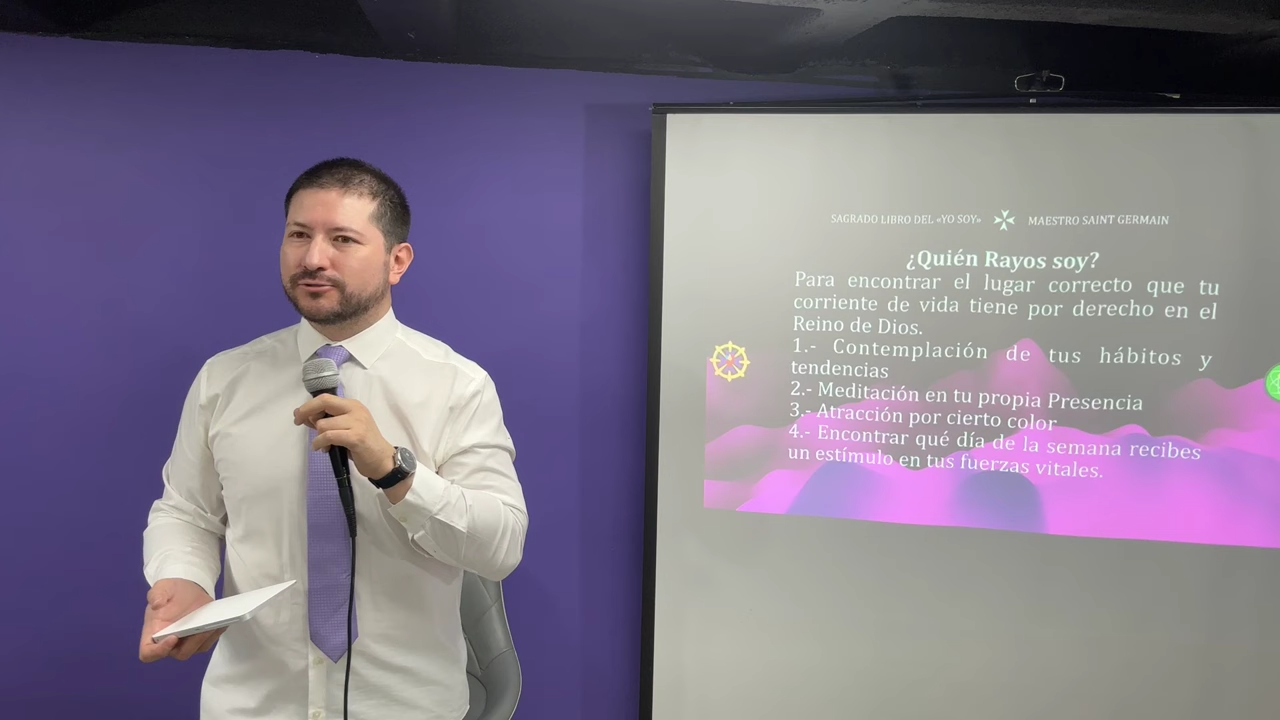 SAGRADO LIBRO DEL «YO SOY» MAESTRO SAINT GERMAIN
¿Quién Rayos soy?
Para encontrar el lugar correcto que tu
corriente de vida tiene por derecho en el
Reino de Dios.
1.- Contemplación de tus hábitos y
tendencias
2.- Meditación en tu propia Presencia
3.- Atracción por cierto color
4.- Encontrar qué día de la semana recibes
un estímulo en tus fuerzas vitales.